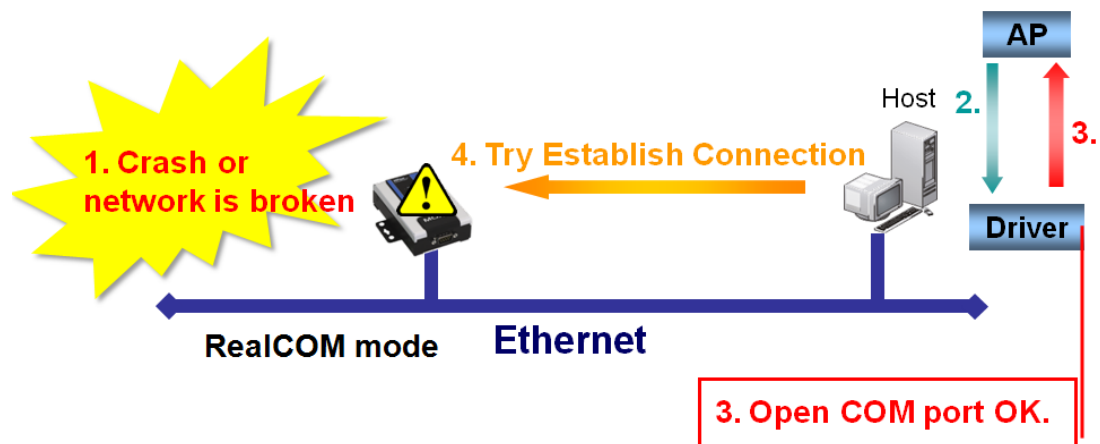 AP
Host
2.
3.
1. Crash or
network is broken
4. Try Establish Connection
Driver
RealCOM mode
Ethernet
3. Open COM port OK.